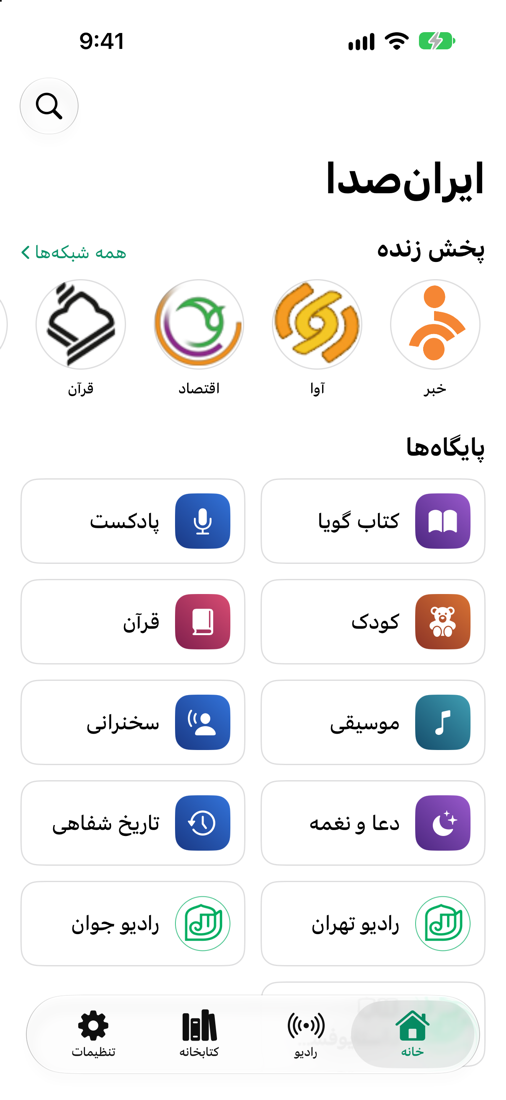 9:41
ایران‌صدا
پخش زنده
همه شبکه‌ها
خبر
آوا
اقتصاد
قرآن
پایگاه‌ها
کتاب گویا
پادکست
کودک
قرآن
موسیقی
سخنرانی
دعا و نغمه
تاریخ شفاهی
رادیو تهران
رادیو جوان
خانه
رادیو
کتابخانه
تنظیمات